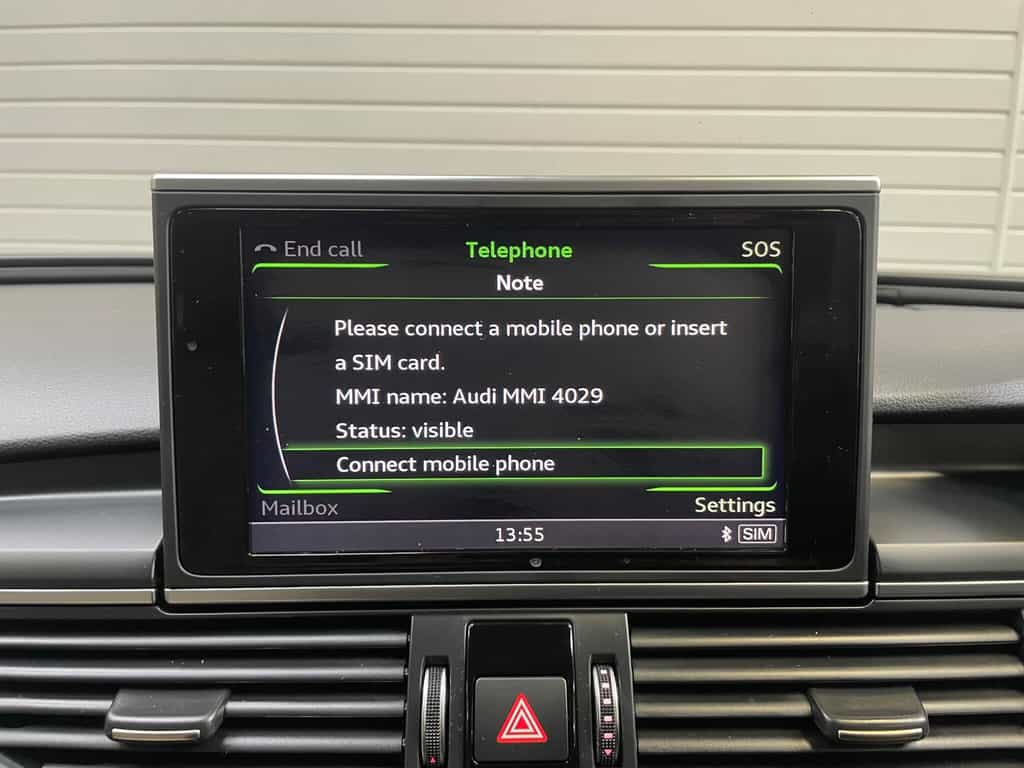 End call Telephone SOS
Note
Please connect a mobile phone or insert
a SIM card.
MMI name: Audi MMI 4029
Status: visible
Connect mobile phone
Mailbox Settings
13:55 SIM